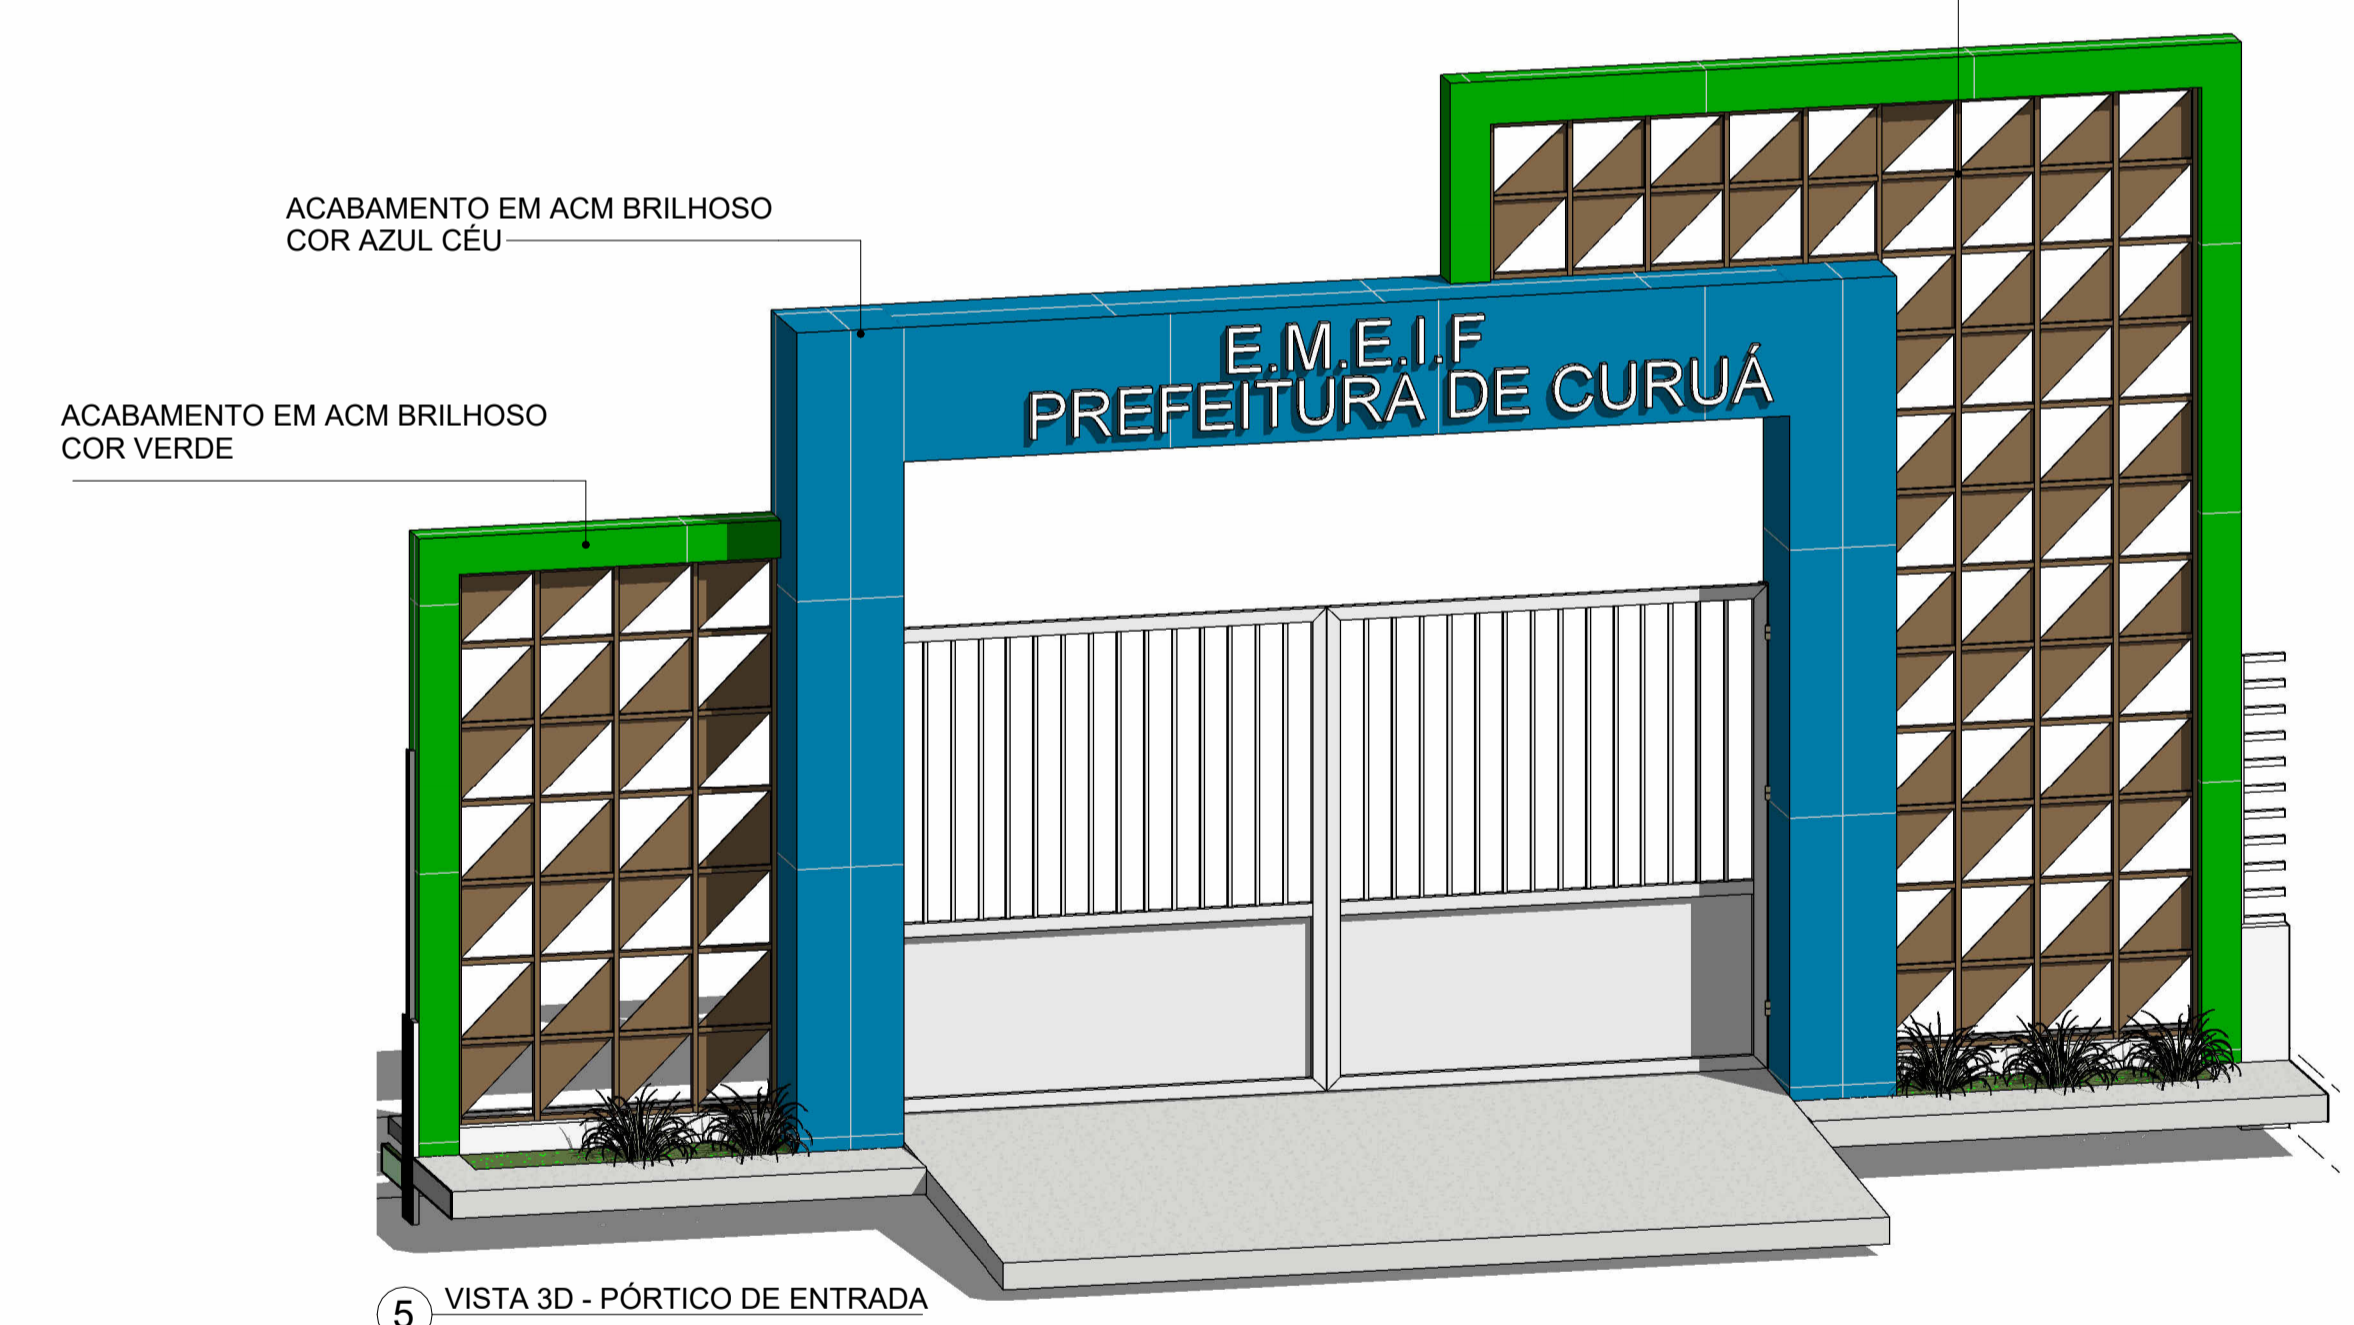 ACABAMENTO EM ACM BRILHOSO
COR AZUL CÉU
ACABAMENTO EM ACM BRILHOSO
COR VERDE
E.M.E.I.F
PREFEITURA DE CURUÁ
5 VISTA 3D - PÓRTICO DE ENTRADA